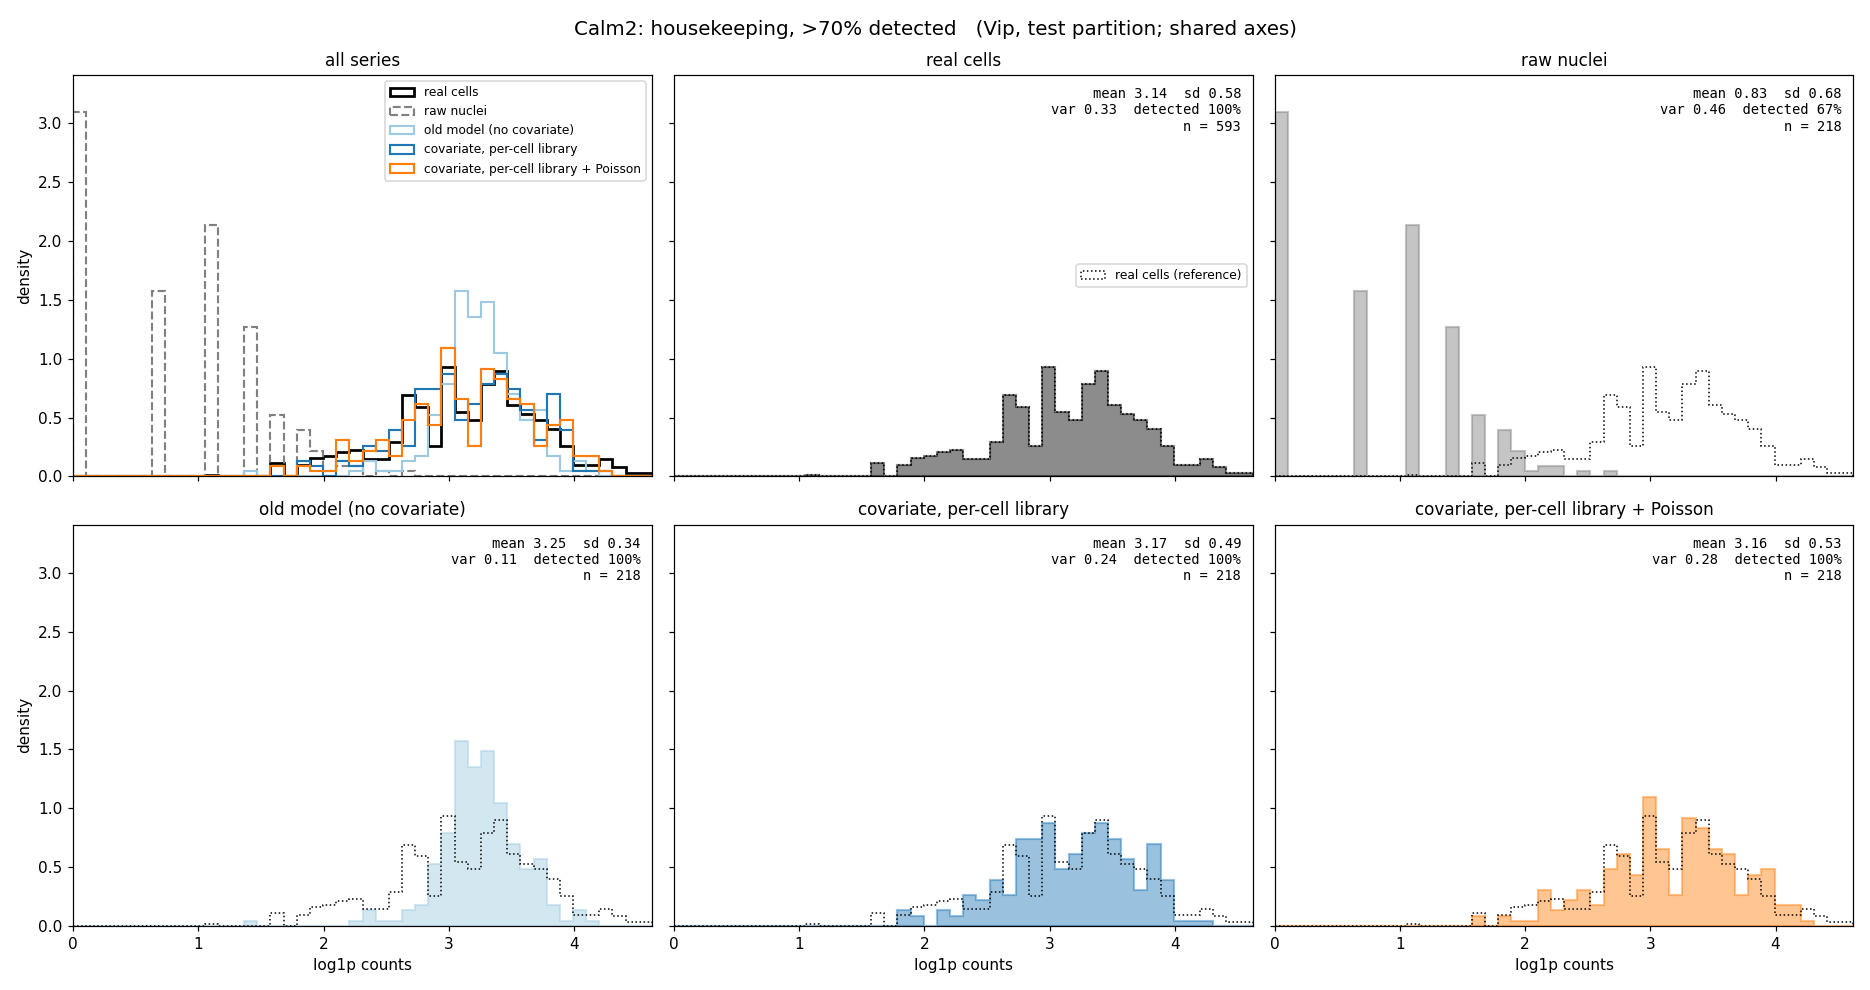 Calm2: housekeeping, >70% detected (Vip, test partition; shared axes)
all series
real cells
raw nuclei
old model (no covariate)
covariate, per-cell library
covariate, per-cell library + Poisson
density
3.0
2.5
2.0
1.5
1.0
0.5
0.0
real cells
mean 3.14 sd 0.58
var 0.33 detected 100%
n = 593
real cells (reference)
raw nuclei
mean 0.83 sd 0.68
var 0.46 detected 67%
n = 218
old model (no covariate)
mean 3.25 sd 0.34
var 0.11 detected 100%
n = 218
density
3.0
2.5
2.0
1.5
1.0
0.5
0.0
0 1 2 3 4
log1p counts
covariate, per-cell library
mean 3.17 sd 0.49
var 0.24 detected 100%
n = 218
0 1 2 3 4
log1p counts
covariate, per-cell library + Poisson
mean 3.16 sd 0.53
var 0.28 detected 100%
n = 218
0 1 2 3 4
log1p counts